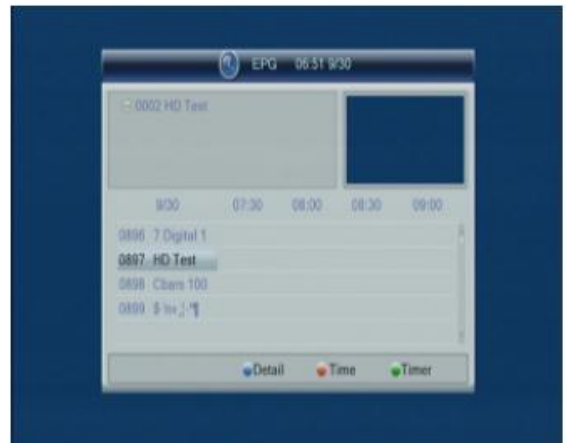 EPG 06:51 9/30
0002 HD Test
9/30 07:30 08:00 08:30 09:00
0896 7 Digital 1
0897 HD Test
0898 Cbars 100
0899
Detail Time Timer